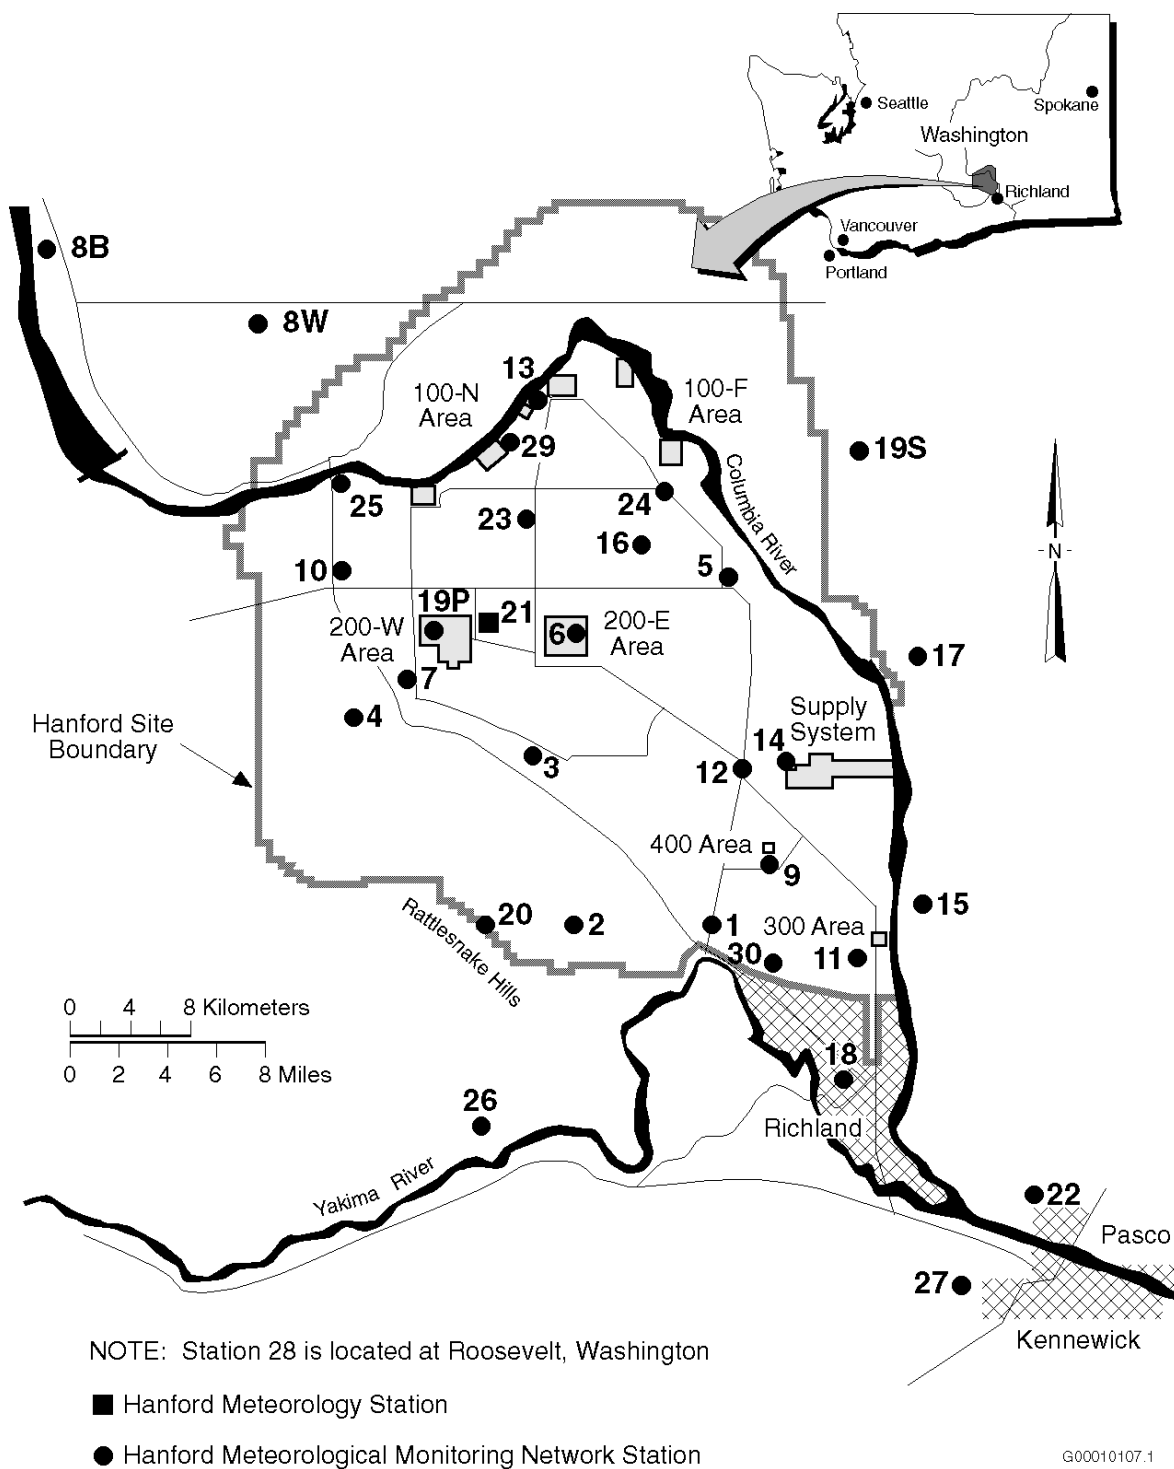 Seattle
Spokane
Washington
Richland
Vancouver
Portland
8B
8W
13
100-N
Area
100-F
Area
29
19S
25
24
Columbia River
23
16
-N-
10
5
19P
21
200-W
Area
6
200-E
Area
17
7
4
Hanford Site
Boundary
Supply
System
14
3
12
400 Area
9
20
2
1
15
300 Area
Rattlesnake Hills
30
11
0 4 8 Kilometers
0 2 4 6 8 Miles
18
26
Richland
Yakima River
22
Pasco
27
Kennewick
NOTE: Station 28 is located at Roosevelt, Washington
Hanford Meteorology Station
Hanford Meteorological Monitoring Network Station
G00010107.1